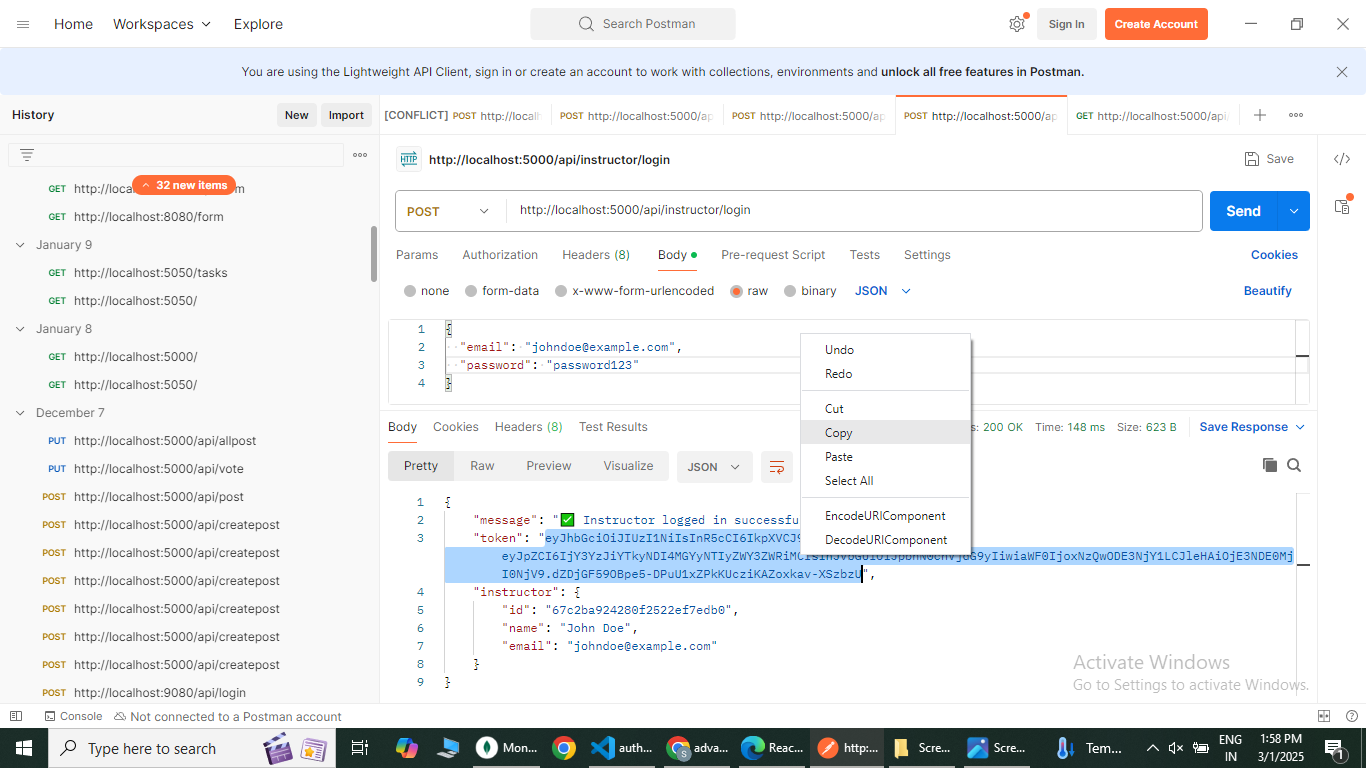 Home
Workspaces
Explore
Search Postman
Sign In
Create Account
You are using the Lightweight API Client, sign in or create an account to work with collections, environments and unlock all free features in Postman.
History
New
Import
[CONFLICT] POST http://local
POST http://localhost:5000/ap
POST http://localhost:5000/ap
POST http://localhost:5000/ap
GET http://localhost:5000/api
32 new items
GET http://loca
GET http://localhost:8080/form
January 9
GET http://localhost:5050/tasks
GET http://localhost:5050/
January 8
GET http://localhost:5000/
GET http://localhost:5050/
December 7
PUT http://localhost:5000/api/allpost
PUT http://localhost:5000/api/vote
POST http://localhost:5000/api/post
POST http://localhost:5000/api/createpost
POST http://localhost:5000/api/createpost
POST http://localhost:5000/api/createpost
POST http://localhost:5000/api/createpost
POST http://localhost:5000/api/createpost
POST http://localhost:5000/api/createpost
POST http://localhost:9080/api/login
HTTP http://localhost:5000/api/instructor/login
Save
POST
http://localhost:5000/api/instructor/login
Send
Params
Authorization
Headers (8)
Body
Pre-request Script
Tests
Settings
Cookies
none
form-data
x-www-form-urlencoded
raw
binary
JSON
Beautify
1 {
2 "email": "johndoe@example.com",
3 "password": "password123"
4 }
Undo
Redo
Cut
Copy
Paste
Select All
EncodeURIComponent
DecodeURIComponent
Body
Cookies
Headers (8)
Test Results
200 OK
Time: 148 ms
Size: 623 B
Save Response
Pretty
Raw
Preview
Visualize
JSON
1 {
2 "message": "✅ Instructor logged in successfu
3 "token": "eyJhbGciOiJIUzI1NiIsInR5cCI6IkpXVCJ9
I0NjV9.dZDjGF59OBpe5-DPuU1xZPkKUcziKAZoxkav-XSzbzU",
4 "instructor": {
5 "id": "67c2ba924280f2522ef7edb0",
6 "name": "John Doe",
7 "email": "johndoe@example.com"
8 }
9 }
Activate Windows
Go to Settings to activate Windows.
Console
Not connected to a Postman account
Type here to search
Mon...
auth...
adva...
Reac...
http:...
Scre...
Scre...
Tem...
ENG
IN
1:58 PM
3/1/2025
1